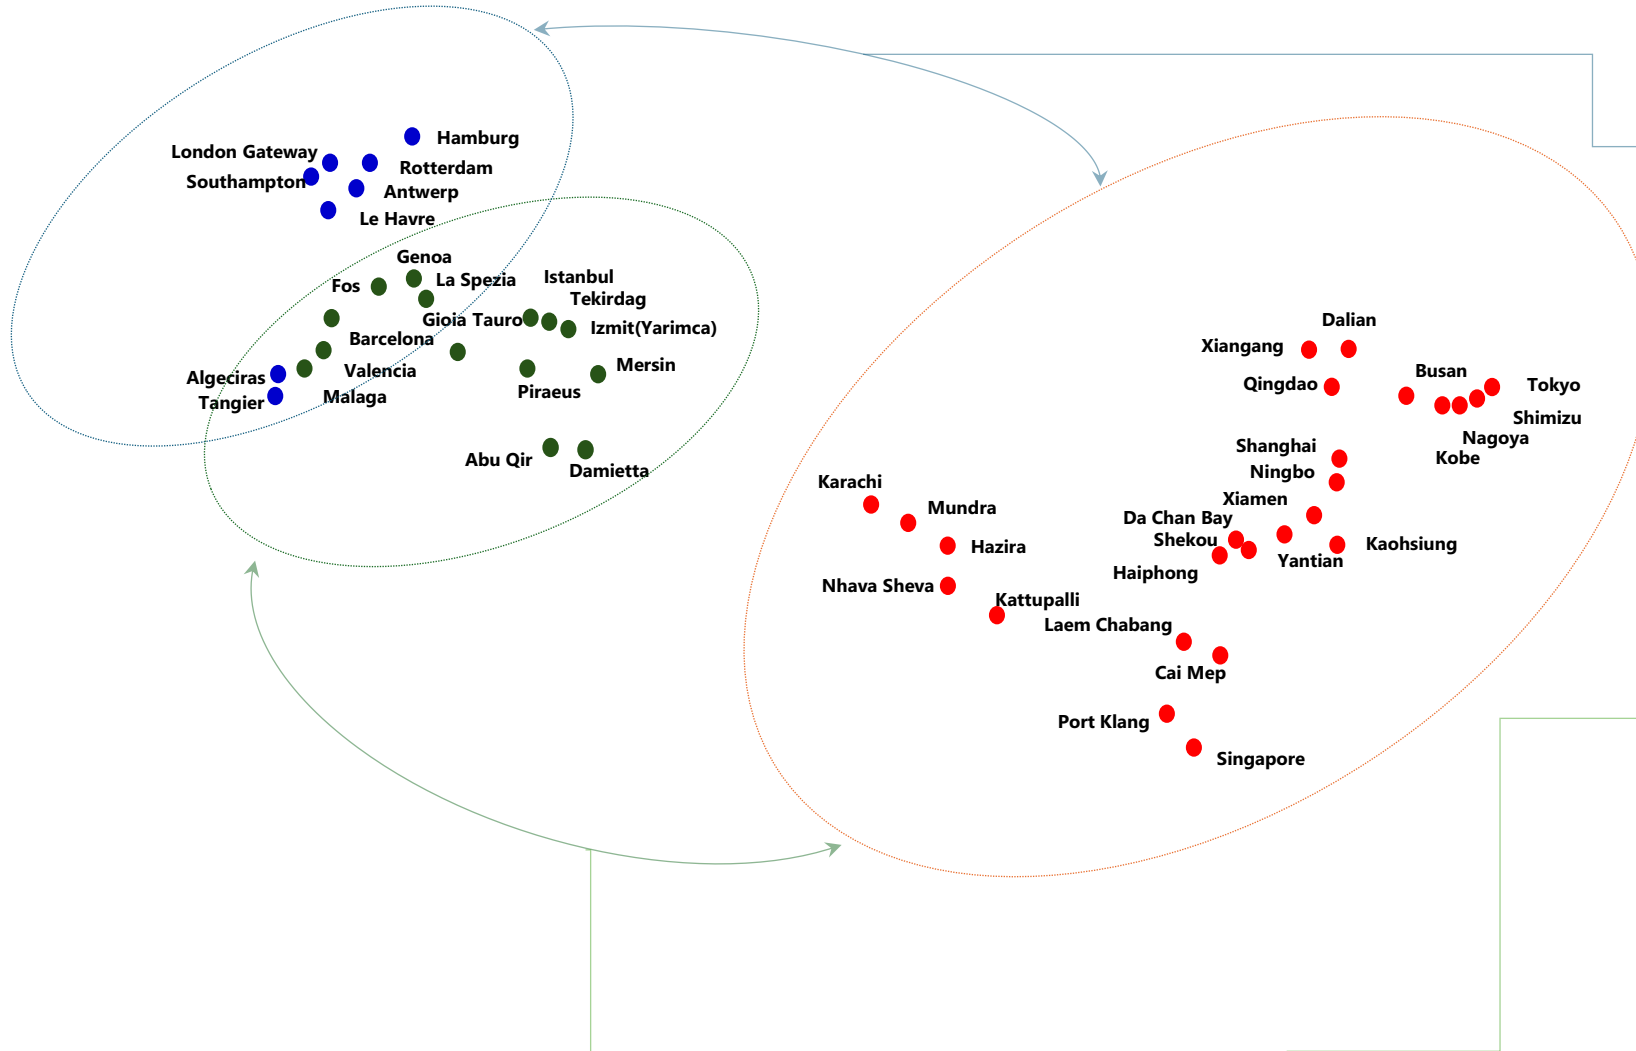 Hamburg
London Gateway
Rotterdam
Southampton
Antwerp
Le Havre
Genoa
La Spezia
Fos
Istanbul
Tekirdag
Gioia Tauro
Izmit(Yarimca)
Barcelona
Mersin
Valencia
Algeciras
Piraeus
Malaga
Tangier
Abu Qir
Damietta
Dalian
Xiangang
Busan
Qingdao
Tokyo
Shimizu
Nagoya
Kobe
Shanghai
Ningbo
Karachi
Xiamen
Mundra
Da Chan Bay
Shekou
Hazira
Kaohsiung
Yantian
Haiphong
Nhava Sheva
Kattupalli
Laem Chabang
Cai Mep
Port Klang
Singapore